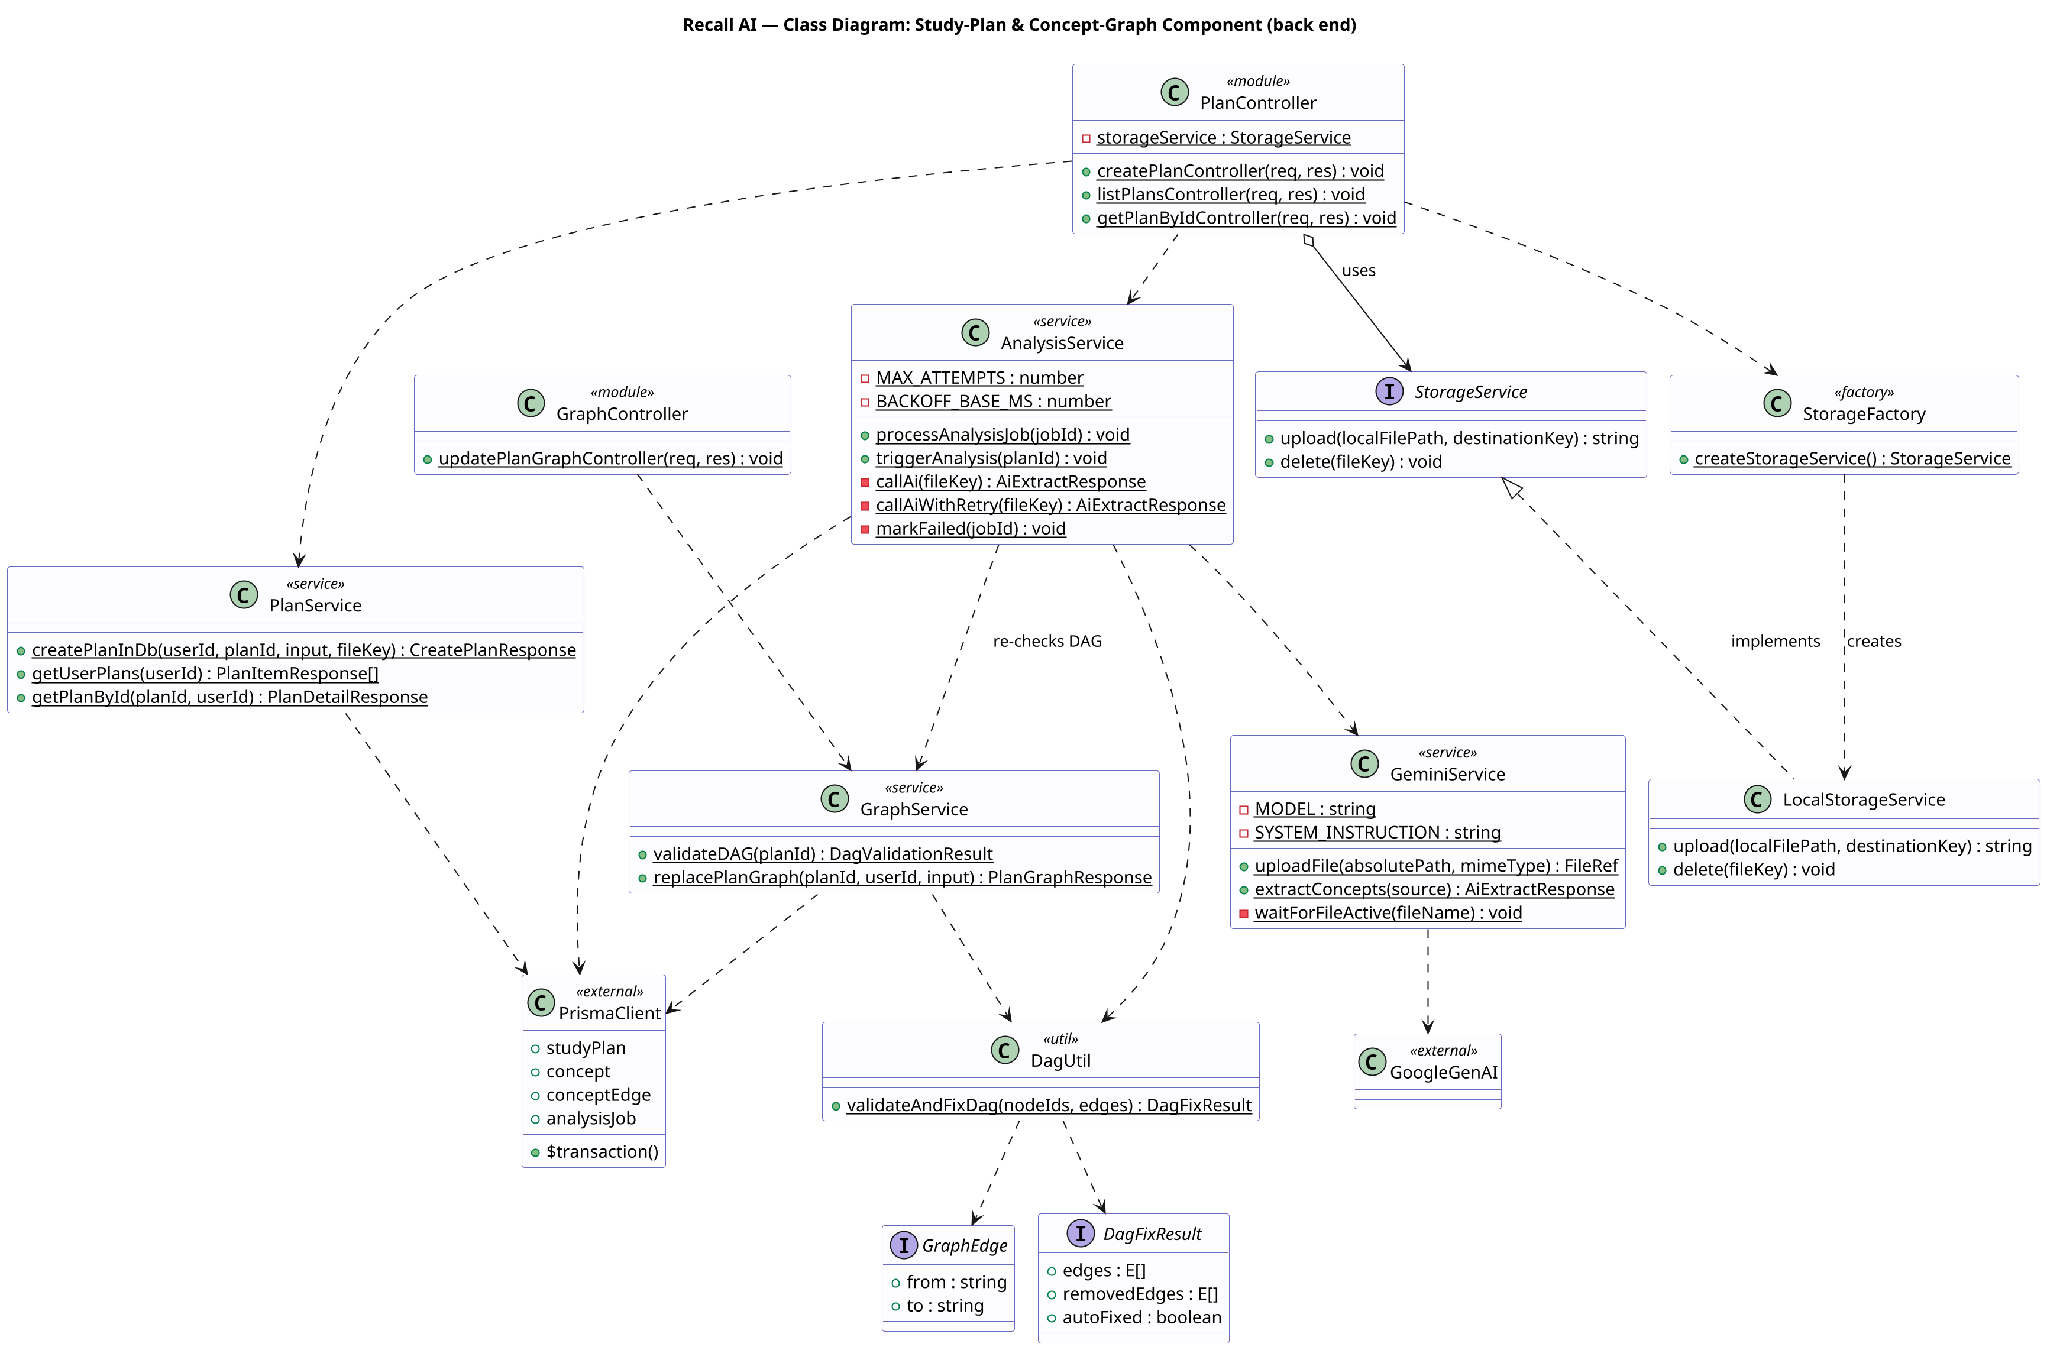 Recall AI — Class Diagram: Study-Plan & Concept-Graph Component (back end)
«module»
PlanController
storageService : StorageService
createPlanController(req, res) : void
listPlansController(req, res) : void
getPlanByIdController(req, res) : void
uses
«service»
AnalysisService
MAX_ATTEMPTS : number
BACKOFF_BASE_MS : number
processAnalysisJob(jobId) : void
triggerAnalysis(planId) : void
callAi(fileKey) : AiExtractResponse
callAiWithRetry(fileKey) : AiExtractResponse
markFailed(jobId) : void
«module»
GraphController
updatePlanGraphController(req, res) : void
StorageService
upload(localFilePath, destinationKey) : string
delete(fileKey) : void
«factory»
StorageFactory
createStorageService() : StorageService
«service»
PlanService
createPlanInDb(userId, planId, input, fileKey) : CreatePlanResponse
getUserPlans(userId) : PlanItemResponse[]
getPlanById(planId, userId) : PlanDetailResponse
re-checks DAG
implements
creates
«service»
GraphService
validateDAG(planId) : DagValidationResult
replacePlanGraph(planId, userId, input) : PlanGraphResponse
«service»
GeminiService
MODEL : string
SYSTEM_INSTRUCTION : string
uploadFile(absolutePath, mimeType) : FileRef
extractConcepts(source) : AiExtractResponse
waitForFileActive(fileName) : void
LocalStorageService
upload(localFilePath, destinationKey) : string
delete(fileKey) : void
«external»
PrismaClient
studyPlan
concept
conceptEdge
analysisJob
$transaction()
«util»
DagUtil
validateAndFixDag(nodeIds, edges) : DagFixResult
«external»
GoogleGenAI
GraphEdge
from : string
to : string
DagFixResult
edges : E[]
removedEdges : E[]
autoFixed : boolean